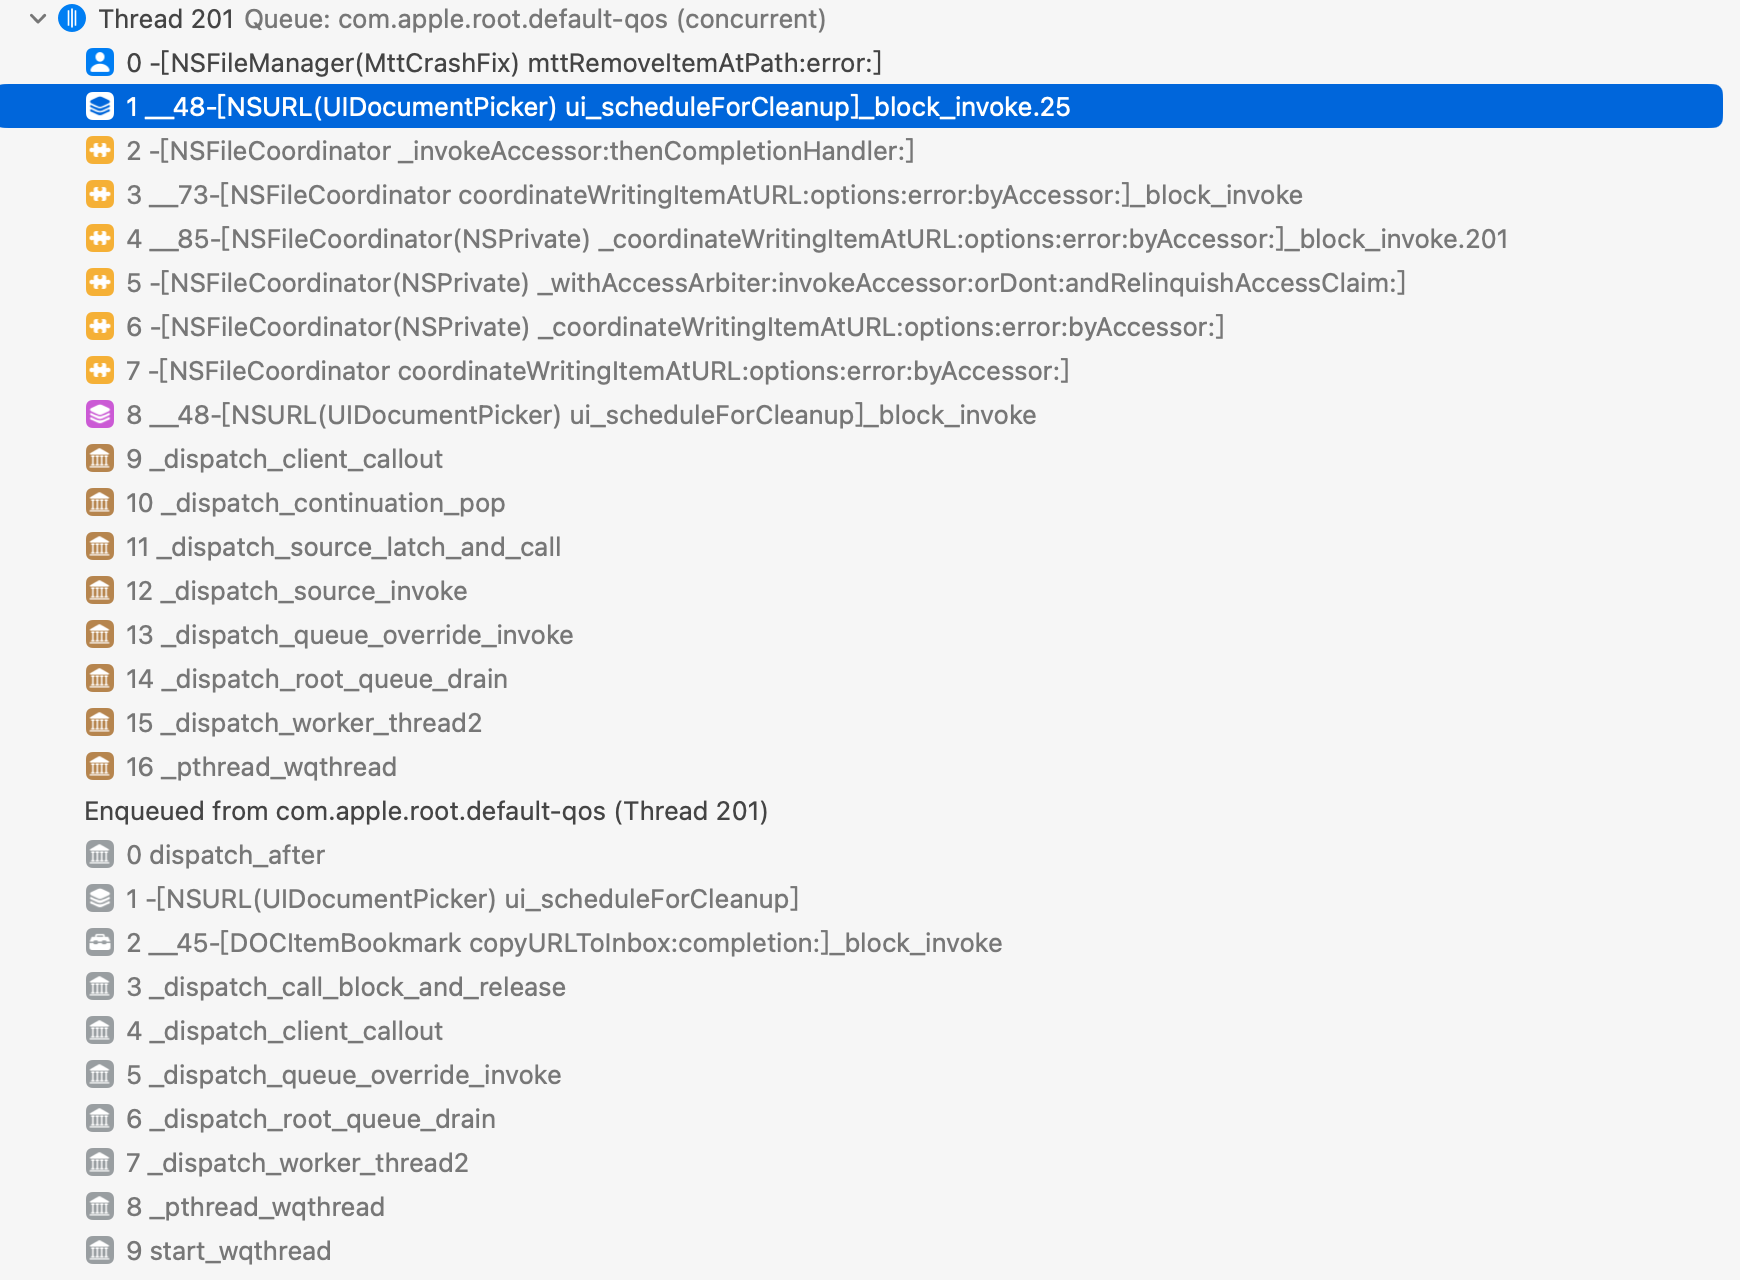 Thread 201 Queue: com.apple.root.default-qos (concurrent)
0 -[NSFileManager(MttCrashFix) mttRemoveItemAtPath:error:]
1 __48-[NSURL(UIDocumentPicker) ui_scheduleForCleanup]_block_invoke.25
2 -[NSFileCoordinator _invokeAccessor:thenCompletionHandler:]
3 __73-[NSFileCoordinator coordinateWritingItemAtURL:options:error:byAccessor:]_block_invoke
4 __85-[NSFileCoordinator(NSPrivate) _coordinateWritingItemAtURL:options:error:byAccessor:]_block_invoke.201
5 -[NSFileCoordinator(NSPrivate) _withAccessArbiter:invokeAccessor:orDont:andRelinquishAccessClaim:]
6 -[NSFileCoordinator(NSPrivate) _coordinateWritingItemAtURL:options:error:byAccessor:]
7 -[NSFileCoordinator coordinateWritingItemAtURL:options:error:byAccessor:]
8 __48-[NSURL(UIDocumentPicker) ui_scheduleForCleanup]_block_invoke
9 _dispatch_client_callout
10 _dispatch_continuation_pop
11 _dispatch_source_latch_and_call
12 _dispatch_source_invoke
13 _dispatch_queue_override_invoke
14 _dispatch_root_queue_drain
15 _dispatch_worker_thread2
16 _pthread_wqthread
Enqueued from com.apple.root.default-qos (Thread 201)
0 dispatch_after
1 -[NSURL(UIDocumentPicker) ui_scheduleForCleanup]
2 __45-[DOCItemBookmark copyURLToInbox:completion:]_block_invoke
3 _dispatch_call_block_and_release
4 _dispatch_client_callout
5 _dispatch_queue_override_invoke
6 _dispatch_root_queue_drain
7 _dispatch_worker_thread2
8 _pthread_wqthread
9 start_wqthread